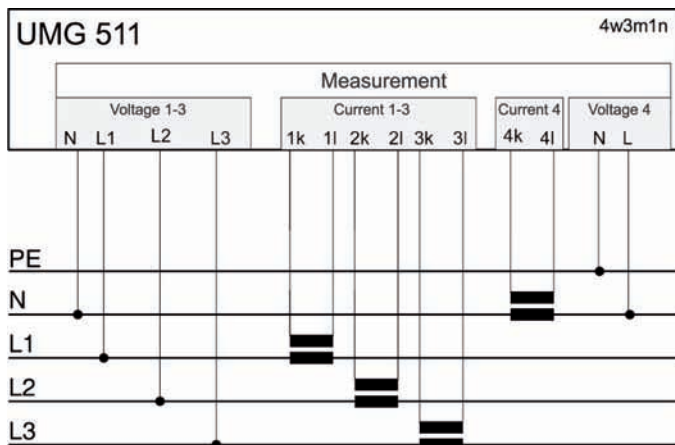 UMG 511 4w3m1n
Measurement
Voltage 1-3 Current 1-3 Current 4 Voltage 4
N L1 L2 L3 1k 1l 2k 2l 3k 3l 4k 4l N L
PE
N
L1
L2
L3